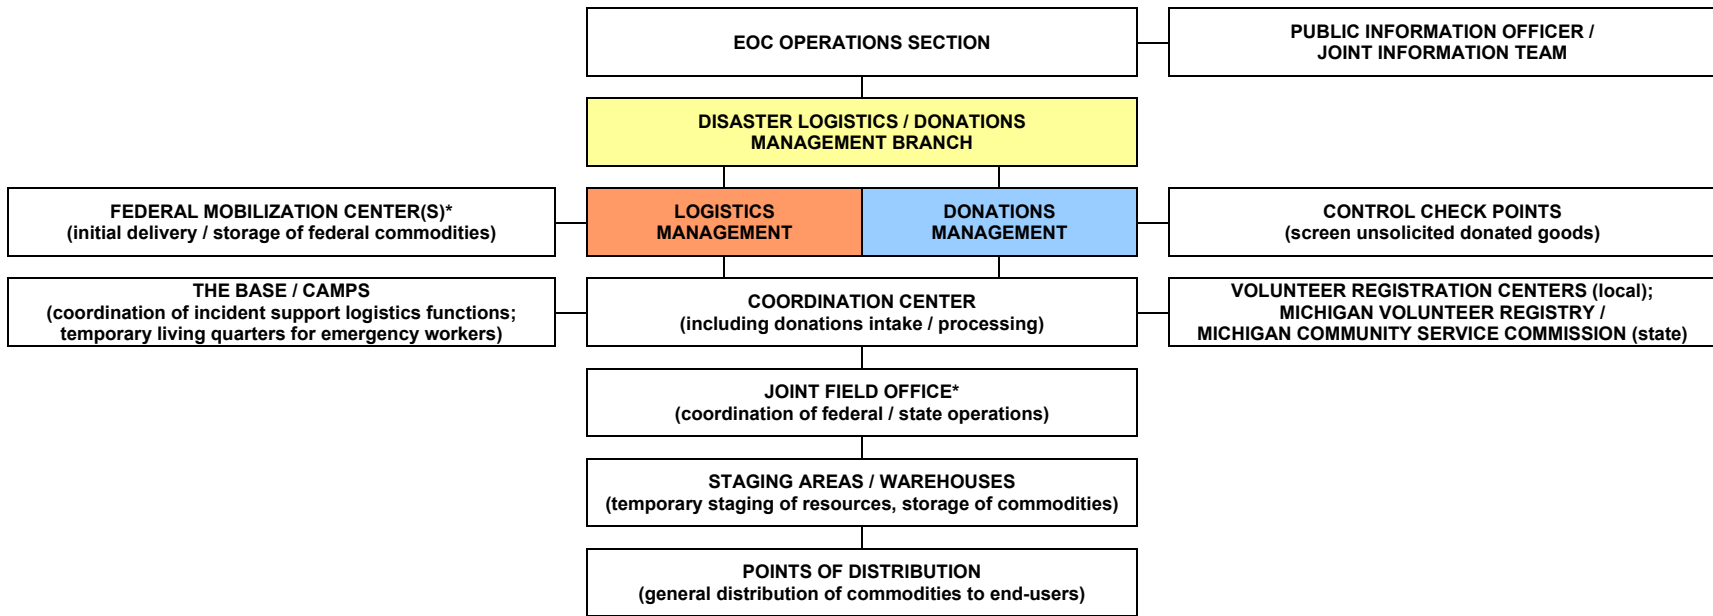 EOC OPERATIONS SECTION
PUBLIC INFORMATION OFFICER /
JOINT INFORMATION TEAM
DISASTER LOGISTICS / DONATIONS
MANAGEMENT BRANCH
FEDERAL MOBILIZATION CENTER(S)*
(initial delivery / storage of federal commodities)
LOGISTICS
MANAGEMENT
DONATIONS
MANAGEMENT
CONTROL CHECK POINTS
(screen unsolicited donated goods)
THE BASE / CAMPS
(coordination of incident support logistics functions;
temporary living quarters for emergency workers)
COORDINATION CENTER
(including donations intake / processing)
VOLUNTEER REGISTRATION CENTERS (local);
MICHIGAN VOLUNTEER REGISTRY /
MICHIGAN COMMUNITY SERVICE COMMISSION (state)
JOINT FIELD OFFICE*
(coordination of federal / state operations)
STAGING AREAS / WAREHOUSES
(temporary staging of resources, storage of commodities)
POINTS OF DISTRIBUTION
(general distribution of commodities to end-users)